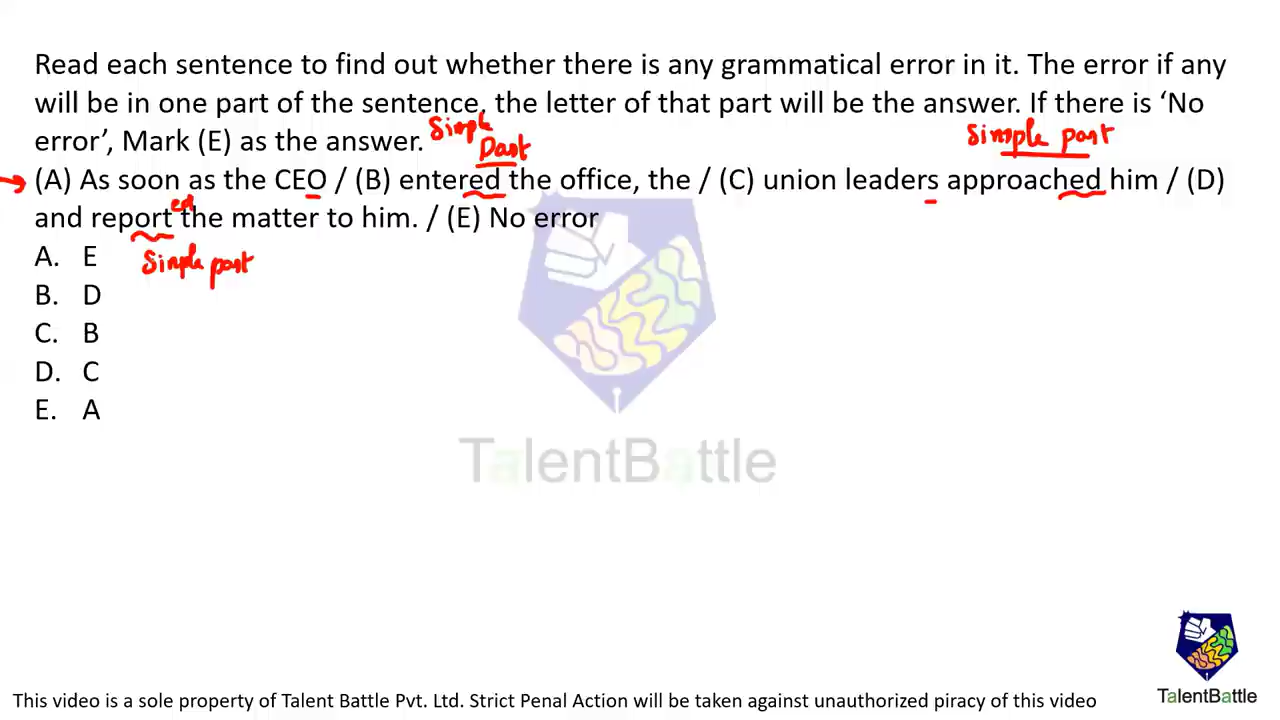 Read each sentence to find out whether there is any grammatical error in it. The error if any
will be in one part of the sentence, the letter of that part will be the answer. If there is ‘No
error’, Mark (E) as the answer.
Simple
Past
Simple past
(A) As soon as the CEO / (B) entered the office, the / (C) union leaders approached him / (D)
ed
and report the matter to him. / (E) No error
Simple past
A. E
B. D
C. B
D. C
E. A
TalentBattle
TalentBattle
This video is a sole property of Talent Battle Pvt. Ltd. Strict Penal Action will be taken against unauthorized piracy of this video